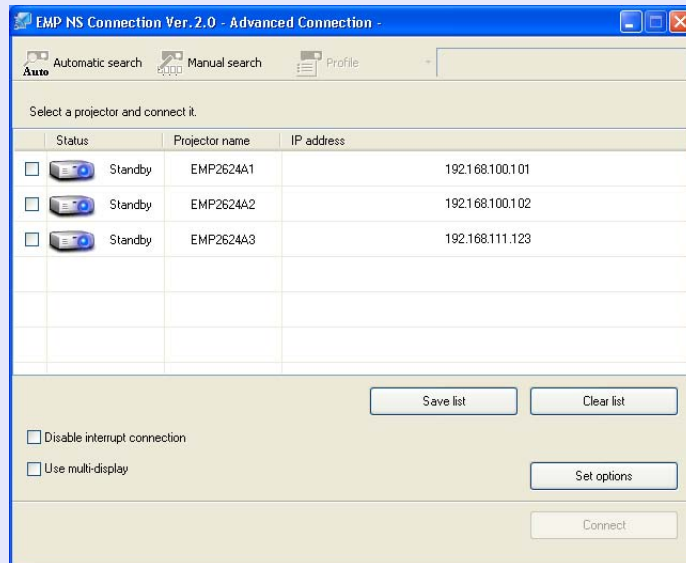 EMP NS Connection Ver.2.0 - Advanced Connection -
Auto Automatic search Manual search Profile
Select a projector and connect it.
Status Projector name IP address
Standby EMP2624A1 192.168.100.101
Standby EMP2624A2 192.168.100.102
Standby EMP2624A3 192.168.111.123
Save list Clear list
Disable interrupt connection
Use multi-display
Set options
Connect